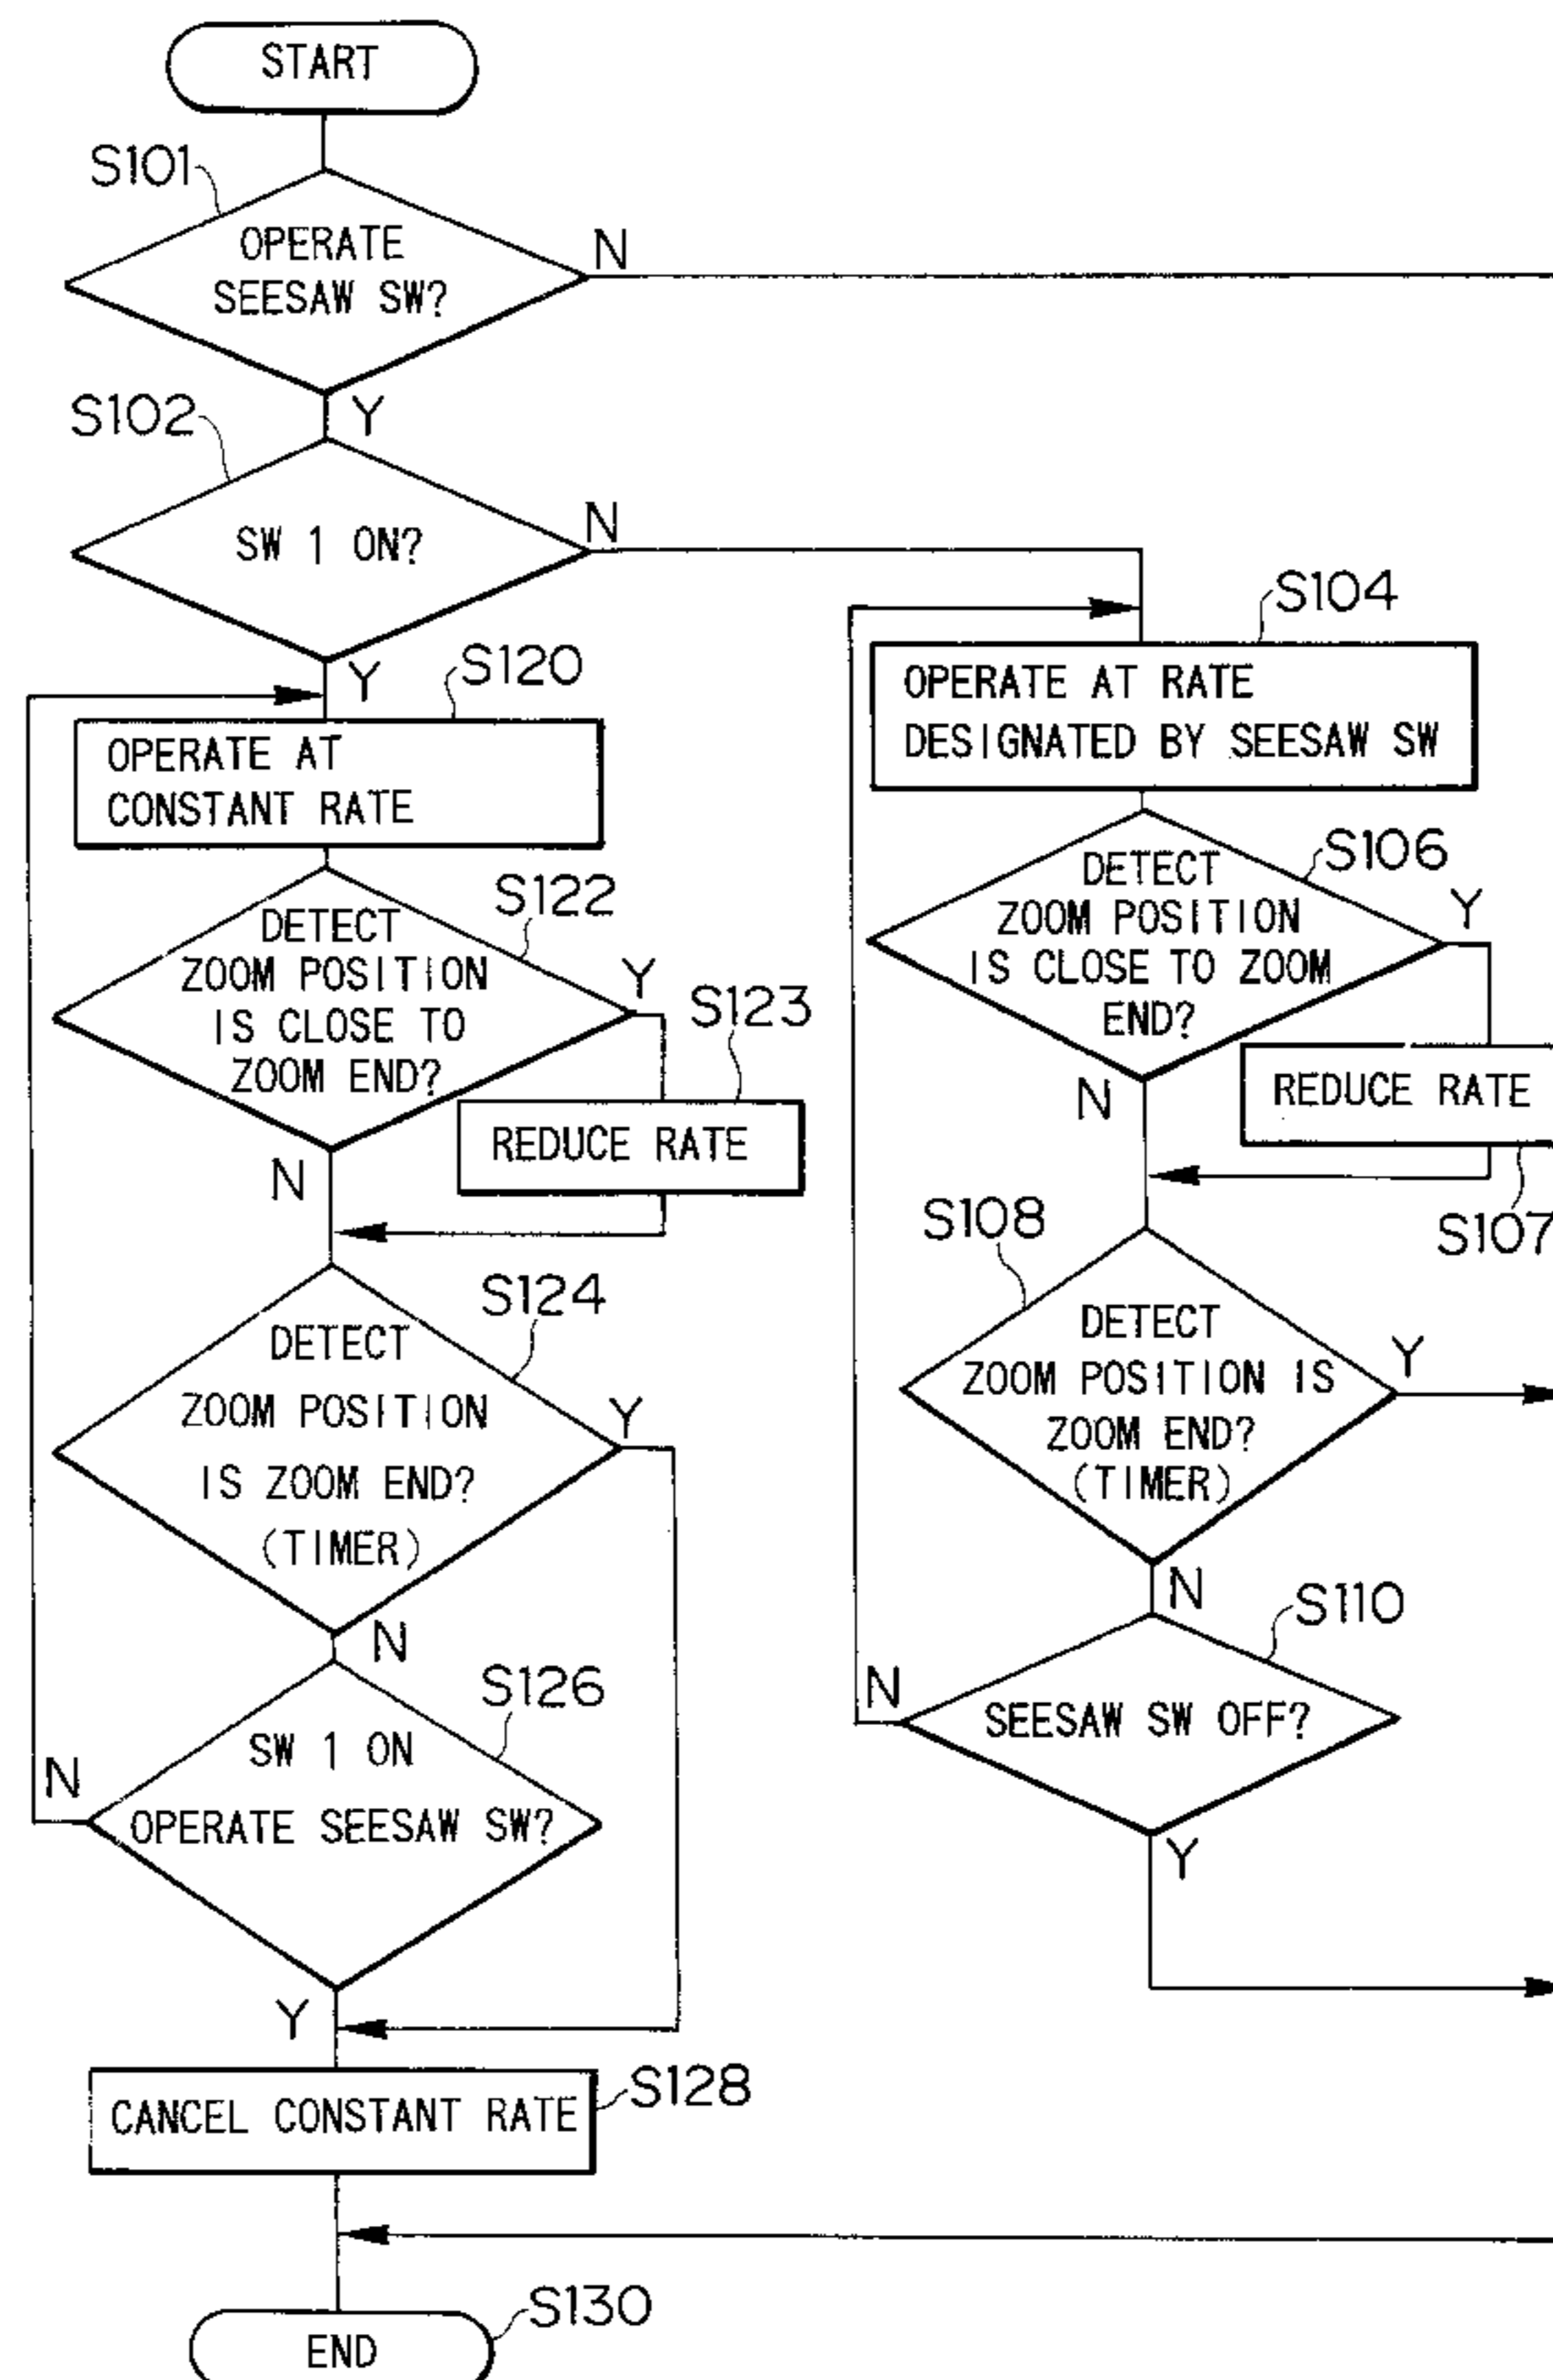 START
S101
OPERATE
SEESAW SW?
N
Y
S102
SW 1 ON?
N
Y
S120
OPERATE AT
CONSTANT RATE
S122
DETECT
ZOOM POSITION
IS CLOSE TO
ZOOM END?
Y
S123
REDUCE RATE
N
S124
DETECT
ZOOM POSITION
IS ZOOM END?
(TIMER)
Y
N
S126
SW 1 ON
OPERATE SEESAW SW?
N
Y
S128
CANCEL CONSTANT RATE
S130
END
S104
OPERATE AT RATE
DESIGNATED BY SEESAW SW
S106
DETECT
ZOOM POSITION
IS CLOSE TO ZOOM
END?
Y
N
REDUCE RATE
S107
S108
DETECT
ZOOM POSITION IS
ZOOM END?
(TIMER)
Y
N
S110
SEESAW SW OFF?
N
Y